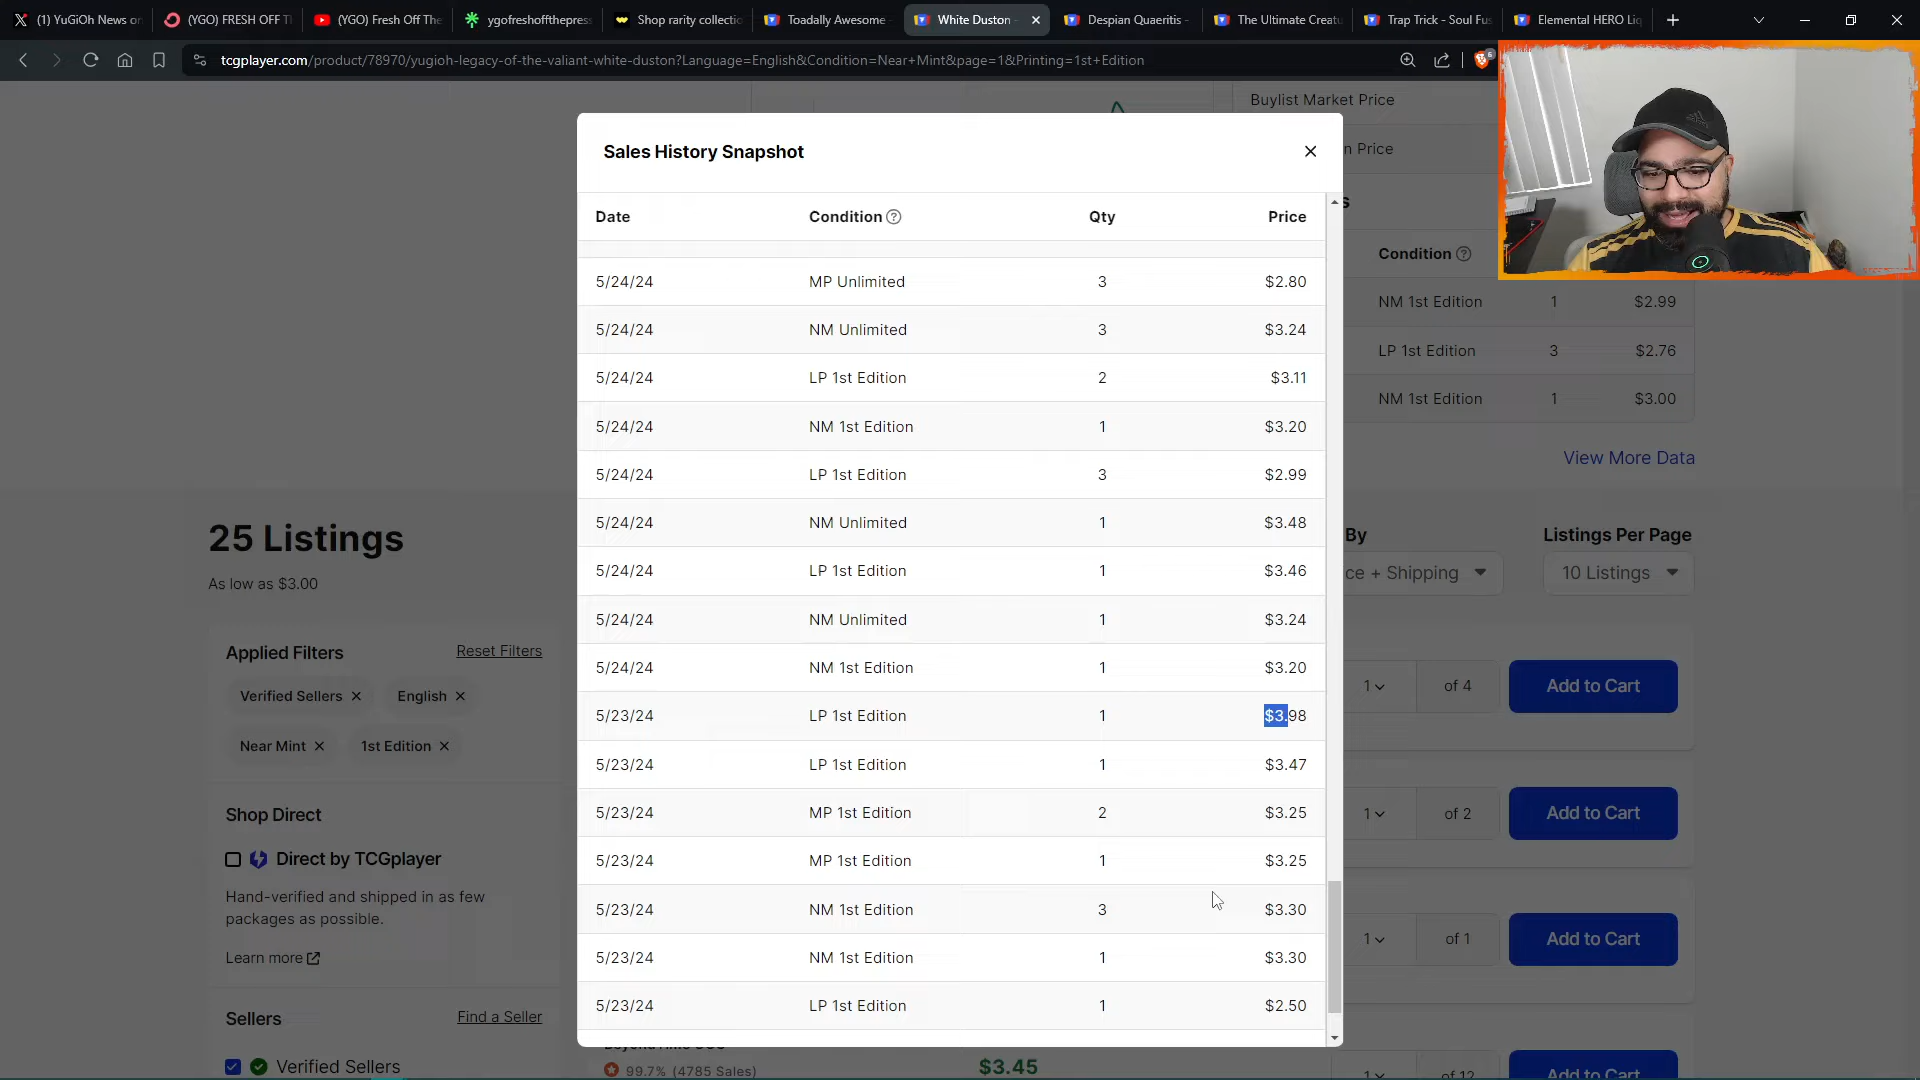 (1) YuGiOh News on
(YGO) FRESH OFF T
(YGO) Fresh Off The
ygofreshoffthepress
Shop rarity collectio
Toadally Awesome
White Duston
Despian Quaeritis -
The Ultimate Creatu
Trap Trick - Soul Fus
Elemental HERO Liq
tcgplayer.com/product/78970/yugioh-legacy-of-the-valiant-white-duston?Language=English&Condition=Near+Mint&page=1&Printing=1st+Edition
6
Buylist Market Price
n Price
s
Condition
NM 1st Edition 1 $2.99
LP 1st Edition 3 $2.76
NM 1st Edition 1 $3.00
View More Data
Sales History Snapshot
Date Condition Qty Price
5/24/24 MP Unlimited 3 $2.80
5/24/24 NM Unlimited 3 $3.24
5/24/24 LP 1st Edition 2 $3.11
5/24/24 NM 1st Edition 1 $3.20
5/24/24 LP 1st Edition 3 $2.99
5/24/24 NM Unlimited 1 $3.48
5/24/24 LP 1st Edition 1 $3.46
5/24/24 NM Unlimited 1 $3.24
5/24/24 NM 1st Edition 1 $3.20
5/23/24 LP 1st Edition 1 $3.98
5/23/24 LP 1st Edition 1 $3.47
5/23/24 MP 1st Edition 2 $3.25
5/23/24 MP 1st Edition 1 $3.25
5/23/24 NM 1st Edition 3 $3.30
5/23/24 NM 1st Edition 1 $3.30
5/23/24 LP 1st Edition 1 $2.50
25 Listings
As low as $3.00
By
ce + Shipping
Listings Per Page
10 Listings
Applied Filters Reset Filters
Verified Sellers English
Near Mint 1st Edition
Shop Direct
Direct by TCGplayer
Hand-verified and shipped in as few
packages as possible.
Learn more
Sellers Find a Seller
Verified Sellers
1 of 4 Add to Cart
1 of 2 Add to Cart
1 of 1 Add to Cart
99.7% (4785 Sales) $3.45
1 of 12 Add to Cart